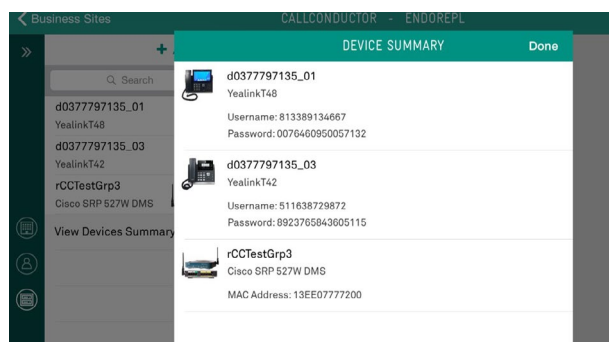 Business Sites
CALLCONDUCTOR - ENDOREPL
Search
d0377797135_01
YealinkT48
d0377797135_03
YealinkT42
rCCTestGrp3
Cisco SRP 527W DMS
View Devices Summary
DEVICE SUMMARY
Done
d0377797135_01
YealinkT48
Username: 813389134667
Password: 0076460950057132
d0377797135_03
YealinkT42
Username: 511638729872
Password: 8923765843605115
rCCTestGrp3
Cisco SRP 527W DMS
MAC Address: 13EE07777200